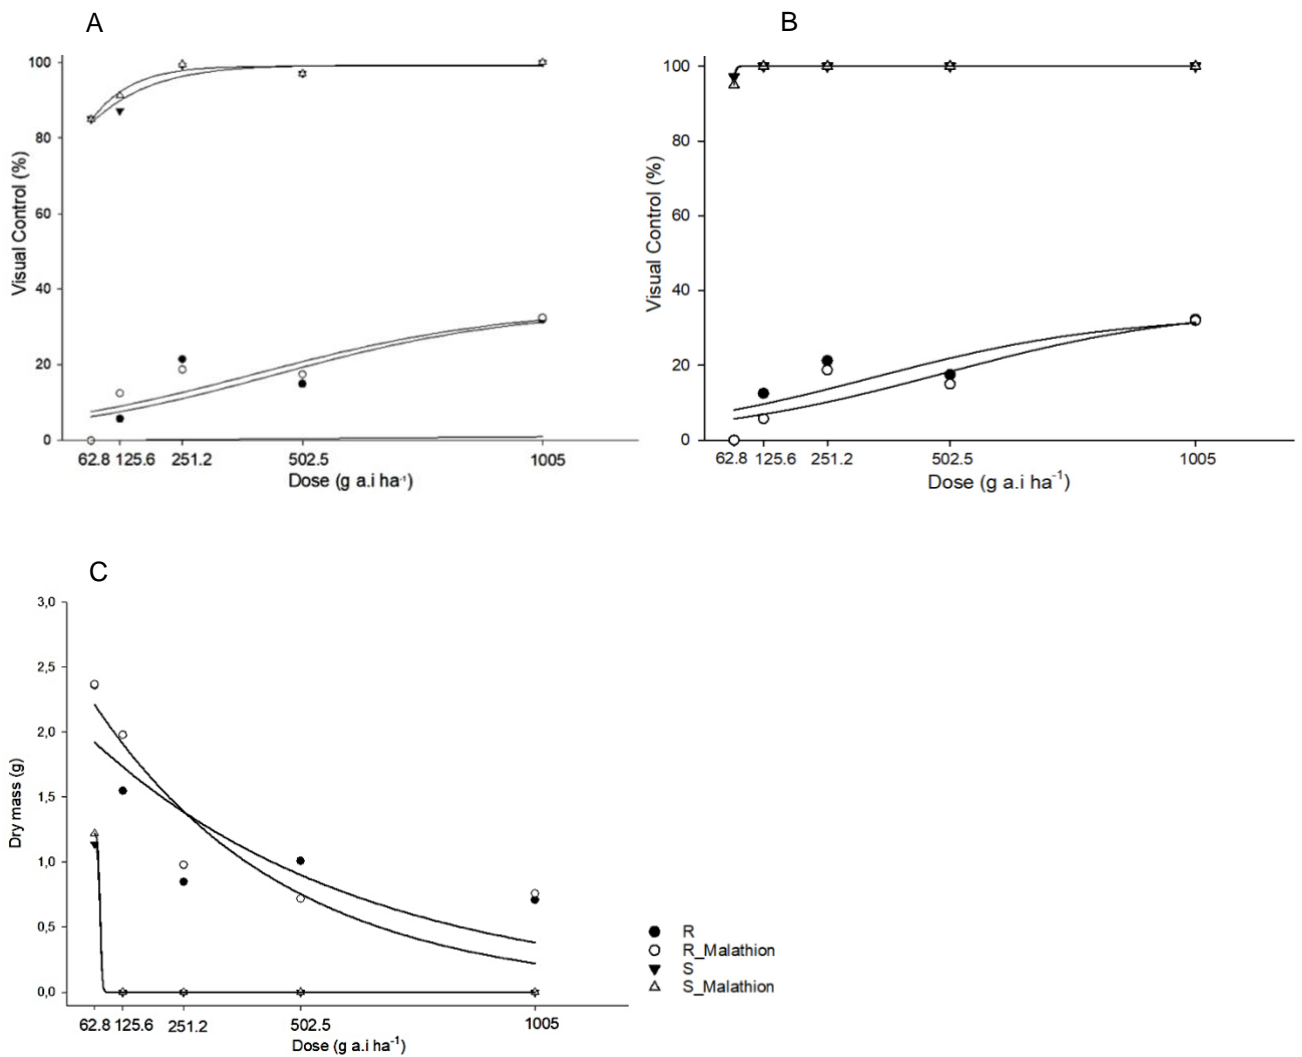 A
Visual Control (%)
100
80
60
40
20
0
62.8 125.6 251.2 502.5 1005
Dose (g a.i ha⁻¹)
B
Visual Control (%)
100
80
60
40
20
0
62.8 125.6 251.2 502.5 1005
Dose (g a.i ha⁻¹)
C
Dry mass (g)
3,0
2,5
2,0
1,5
1,0
0,5
0,0
62.8 125.6 251.2 502.5 1005
Dose (g a.i ha⁻¹)
R
R_Malathion
S
S_Malathion